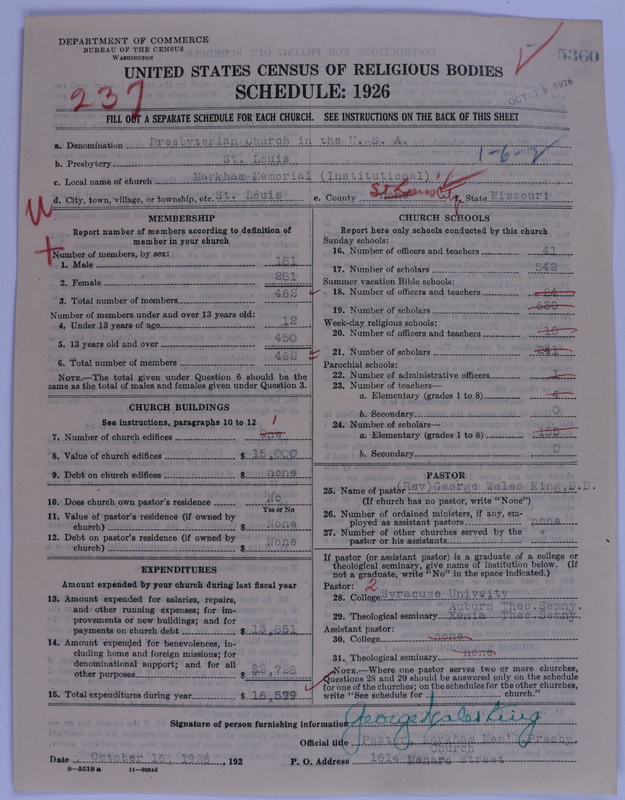 DEPARTMENT OF COMMERCE
BUREAU OF THE CENSUS
WASHINGTON
5360
UNITED STATES CENSUS OF RELIGIOUS BODIES
SCHEDULE: 1926
237
OCT 18 1926
FILL OUT A SEPARATE SCHEDULE FOR EACH CHURCH. SEE INSTRUCTIONS ON THE BACK OF THIS SHEET
a. Denomination Presbyterian Church in the U. S. A.
b. Presbytery St. Louis 1-6-2
c. Local name of church Markham Memorial (Institutional)
d. City, town, village, or township, etc. St. Louis e. County St Louis City State Missouri
MEMBERSHIP
Report number of members according to definition of
member in your church
Number of members, by sex:
1. Male 181
2. Female 281
3. Total number of members 462
Number of members under and over 13 years old:
4. Under 13 years of age 12
5. 13 years old and over 450
6. Total number of members 462
NOTE.—The total given under Question 6 should be the
same as the total of males and females given under Question 3.
CHURCH BUILDINGS
See instructions, paragraphs 10 to 12
7. Number of church edifices One 1
8. Value of church edifices $ 15,000
9. Debt on church edifices $ none
10. Does church own pastor's residence No
Yes or No
11. Value of pastor's residence (if owned by
church) $ None
12. Debt on pastor's residence (if owned by
church) $ None
EXPENDITURES
Amount expended by your church during last fiscal year
13. Amount expended for salaries, repairs,
and other running expenses; for im-
provements or new buildings; and for
payments on church debt $ 13,851
14. Amount expended for benevolences, in-
cluding home and foreign missions; for
denominational support; and for all
other purposes $2,728
15. Total expenditures during year $ 16,579
CHURCH SCHOOLS
Report here only schools conducted by this church
Sunday schools:
16. Number of officers and teachers 41
17. Number of scholars 542
Summer vacation Bible schools:
18. Number of officers and teachers
19. Number of scholars
Week-day religious schools:
20. Number of officers and teachers 10
21. Number of scholars 241
Parochial schools:
22. Number of administrative officers 1
23. Number of teachers—
a. Elementary (grades 1 to 8) 4
b. Secondary 0
24. Number of scholars—
a. Elementary (grades 1 to 8) 155
b. Secondary 0
PASTOR
25. Name of pastor (Rev) George Wales King, D.D.
(If church has no pastor, write "None")
26. Number of ordained ministers, if any, em-
ployed as assistant pastors none
27. Number of other churches served by the
pastor or his assistants "
If pastor (or assistant pastor) is a graduate of a college or
theological seminary, give name of institution below. (If
not a graduate, write "No" in the space indicated.)
Pastor: 2
28. College Syracuse Univsity
Auburn Theo. Semny.
29. Theological seminary Xenia Theo. Semny.
Assistant pastor:
30. College none
31. Theological seminary none
NOTE.—Where one pastor serves two or more churches,
Questions 28 and 29 should be answered only on the schedule
for one of the churches; on the schedules for the other churches,
write "See schedule for church."
Signature of person furnishing information George Wales King
Official title Pastor, Markham Mem'l Presby.
Church
Date October 15, 1926, 192 P. O. Address 1614 Menard street
8—5518 a 11—9054d